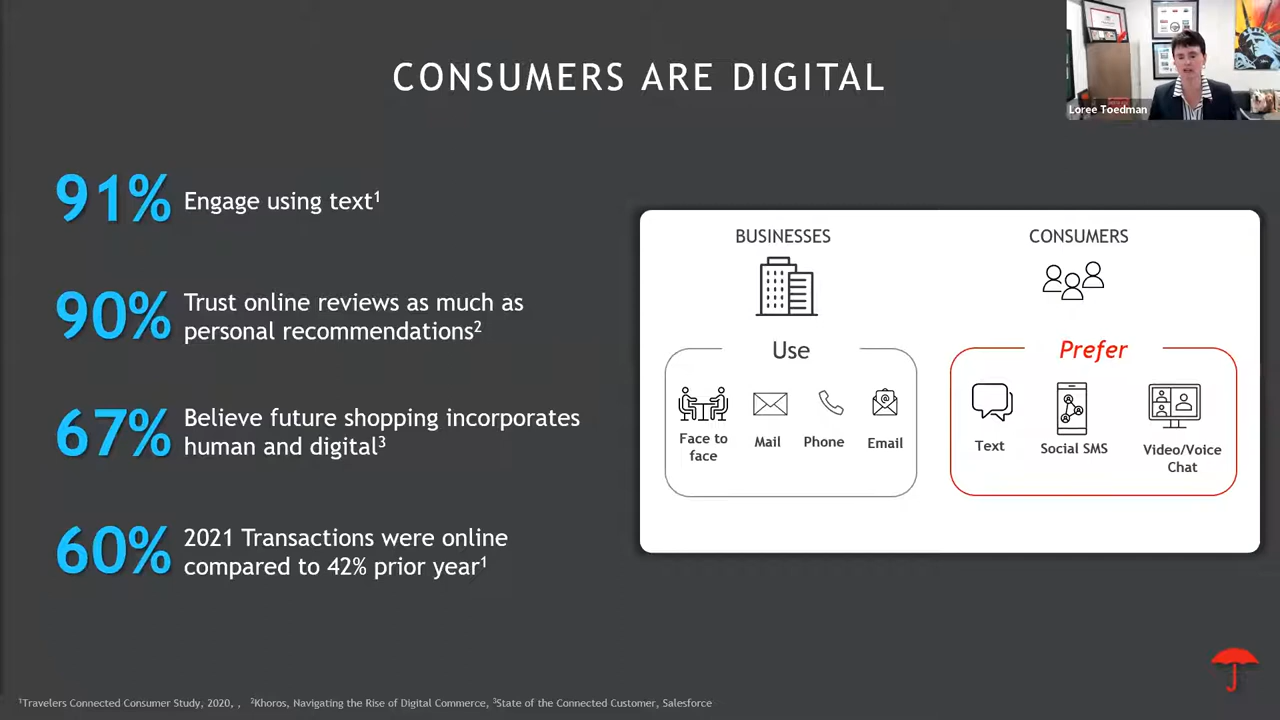 CONSUMERS ARE DIGITAL
Loree Toedman
91% Engage using text¹
90% Trust online reviews as much as
personal recommendations²
67% Believe future shopping incorporates
human and digital³
60% 2021 Transactions were online
compared to 42% prior year¹
BUSINESSES
Use
Face to
face
Mail
Phone
Email
CONSUMERS
Prefer
Text
Social SMS
Video/Voice
Chat
¹Travelers Connected Consumer Study, 2020, , ²Khoros, Navigating the Rise of Digital Commerce, ³State of the Connected Customer, Salesforce